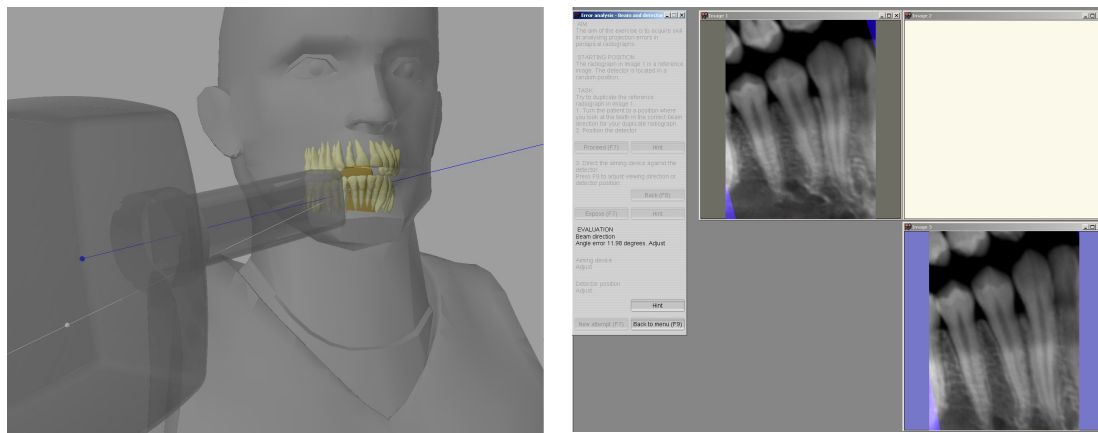 Error analysis - Beam and detector
AIM
The aim of the exercise is to acquire skill
in analysing projection errors in
periapical radiographs.
STARTING POSITION
The radiograph in image 1 is a reference
image. The detector is located in a
random position.
TASK
Try to duplicate the reference
radiograph in image 1.
1. Turn the patient to a position where
you look at the teeth in the correct beam
direction for your duplicate radiograph.
2. Position the detector
Proceed (F7) Hint
3. Direct the aiming device against the
detector
Press F8 to adjust viewing direction or
detector position.
Back (F8)
Expose (F7) Hint
EVALUATION
Beam direction
Angle error 11.98 degrees. Adjust
Aiming device
Adjust
Detector position
Adjust
Hint
New attempt (F7) Back to menu (F9)
Image 1
Image 2
Image 3